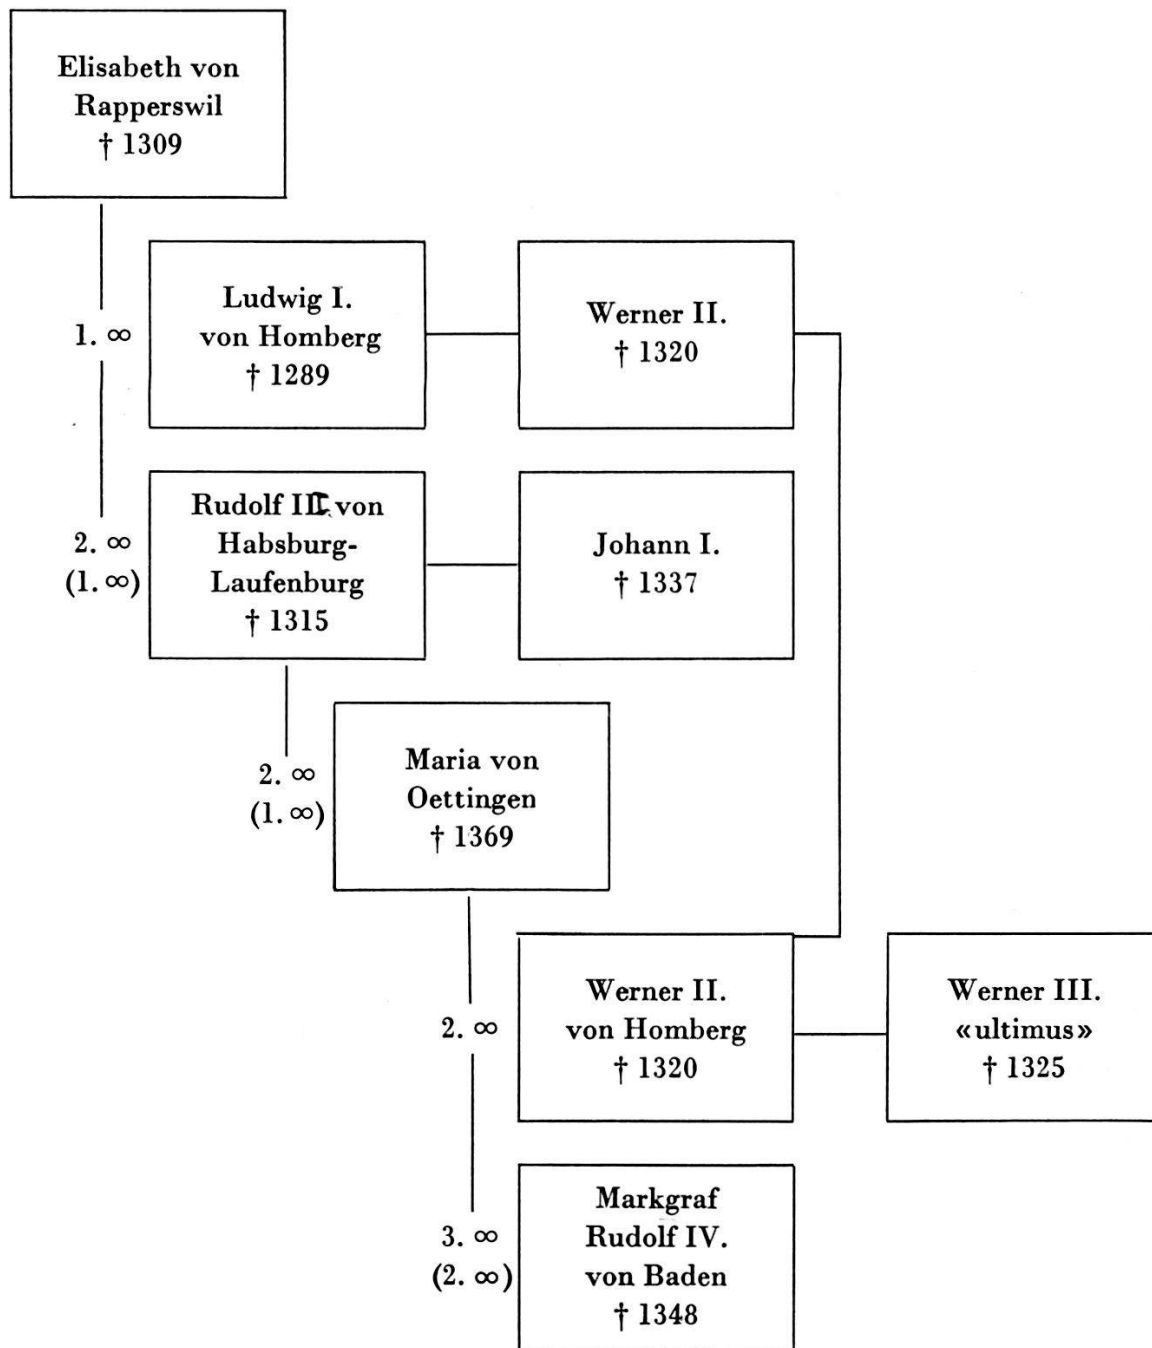 Elisabeth von
Rapperswil
† 1309
1. ∞
Ludwig I.
von Homberg
† 1289
Werner II.
† 1320
2. ∞
(1. ∞)
Rudolf III. von
Habsburg-
Laufenburg
† 1315
Johann I.
† 1337
2. ∞
(1. ∞)
Maria von
Oettingen
† 1369
2. ∞
Werner II.
von Homberg
† 1320
Werner III.
«ultimus»
† 1325
3. ∞
(2. ∞)
Markgraf
Rudolf IV.
von Baden
† 1348